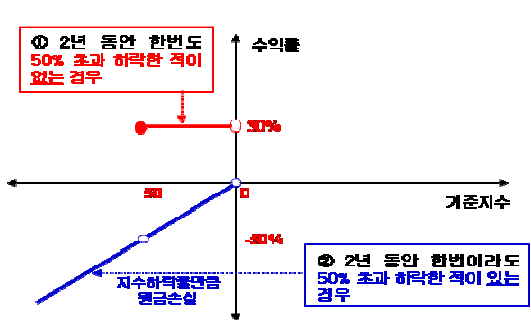 ① 2년 동안 한번도
50% 초과 하락한 적이
없는 경우
수익률
30%
50
0
기준지수
-50%
지수하락률만큼
원금손실
② 2년 동안 한번이라도
50% 초과 하락한 적이 있는
경우